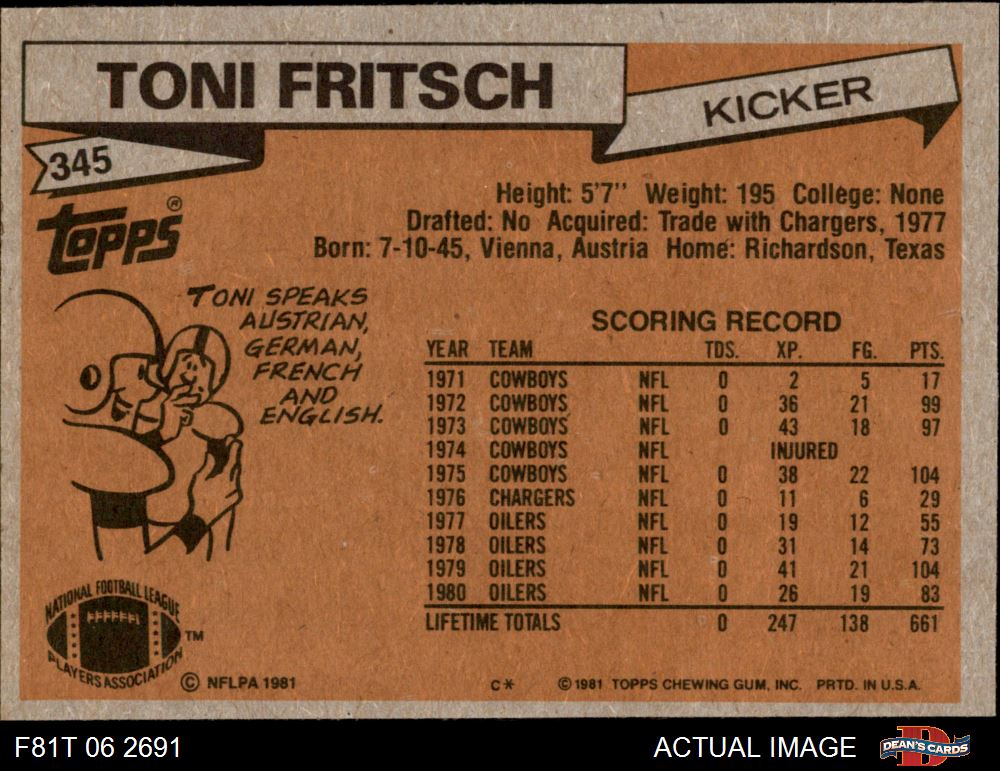 TONI FRITSCH
KICKER
345
Topps®
Height: 5'7" Weight: 195 College: None
Drafted: No Acquired: Trade with Chargers, 1977
Born: 7-10-45, Vienna, Austria Home: Richardson, Texas
TONI SPEAKS
AUSTRIAN,
GERMAN,
FRENCH
AND
ENGLISH.
SCORING RECORD
YEAR TEAM TDS. XP. FG. PTS.
1971 COWBOYS NFL 0 2 5 17
1972 COWBOYS NFL 0 36 21 99
1973 COWBOYS NFL 0 43 18 97
1974 COWBOYS NFL INJURED
1975 COWBOYS NFL 0 38 22 104
1976 CHARGERS NFL 0 11 6 29
1977 OILERS NFL 0 19 12 55
1978 OILERS NFL 0 31 14 73
1979 OILERS NFL 0 41 21 104
1980 OILERS NFL 0 26 19 83
LIFETIME TOTALS 0 247 138 661
NATIONAL FOOTBALL LEAGUE
PLAYERS ASSOCIATION
™
© NFLPA 1981
C*
© 1981 TOPPS CHEWING GUM, INC. PRTD. IN U.S.A.
F81T 06 2691
ACTUAL IMAGE
DEAN'S CARDS